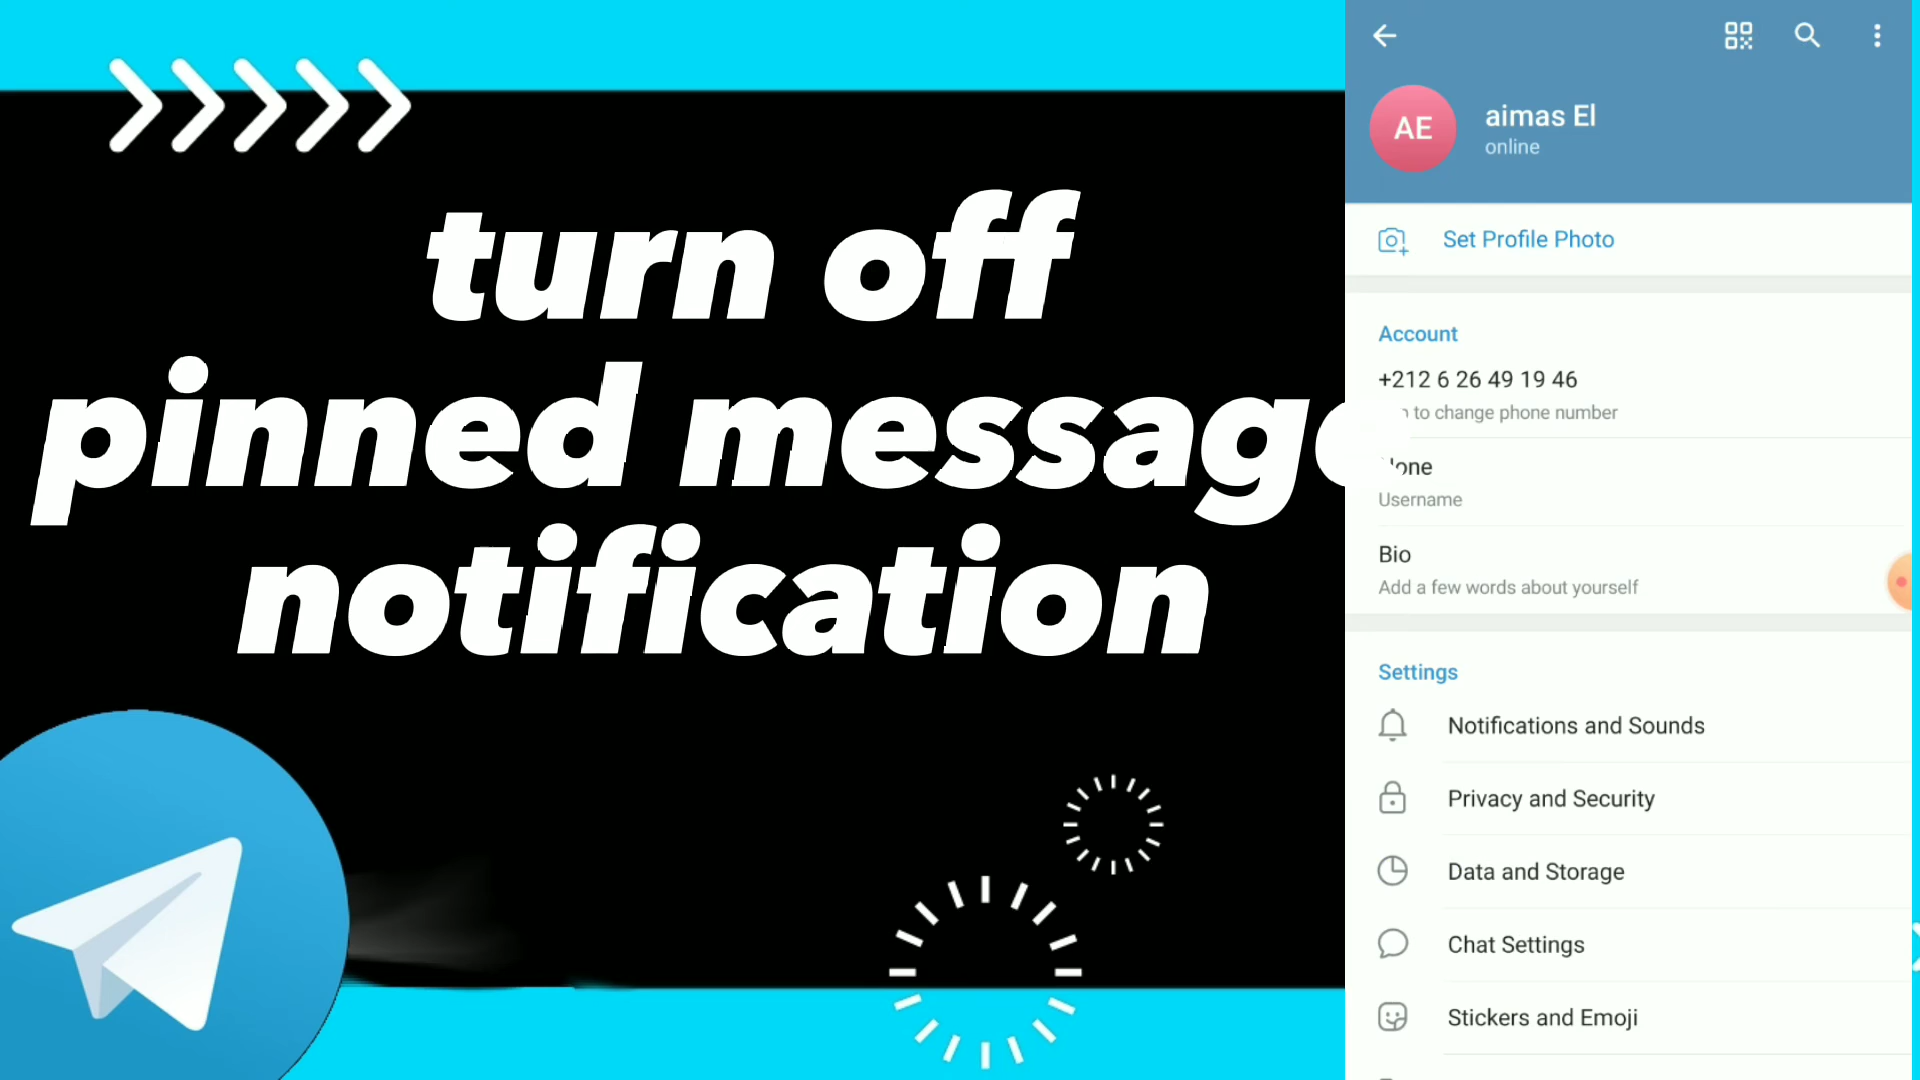 turn off
pinned message
notification
AE
aimas El
online
Set Profile Photo
Account
+212 6 26 49 19 46
to change phone number
None
Username
Bio
Add a few words about yourself
Settings
Notifications and Sounds
Privacy and Security
Data and Storage
Chat Settings
Stickers and Emoji